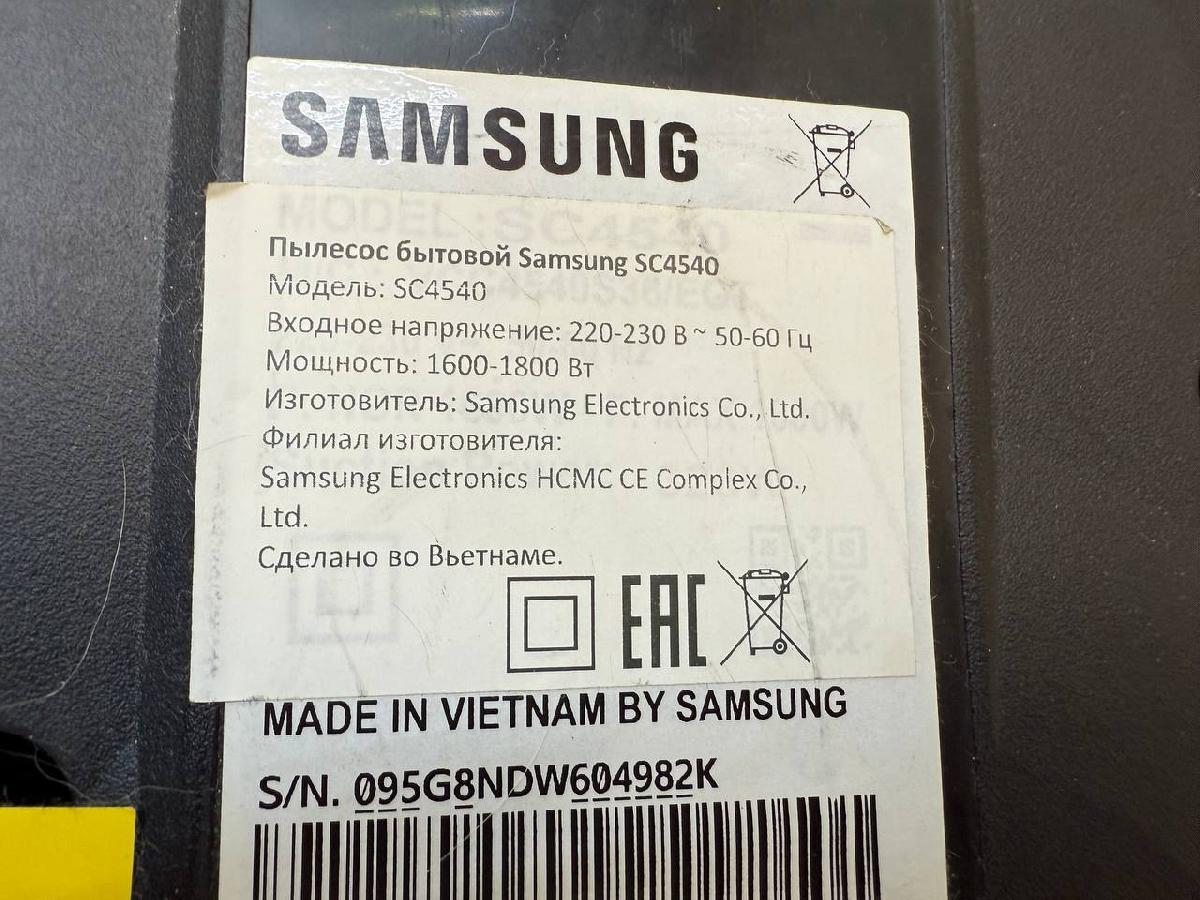 SAMSUNG
MODEL :SC4540
Пылесос бытовой Samsung SC4540
Модель: SC4540
Входное напряжение: 220-230 В ~ 50-60 Гц
Мощность: 1600-1800 Вт
Изготовитель: Samsung Electronics Co., Ltd.
Филиал изготовителя:
Samsung Electronics HCMC CE Complex Co.,
Ltd.
Сделано во Вьетнаме.
EAC
MADE IN VIETNAM BY SAMSUNG
S/N. 095G8NDW604982K